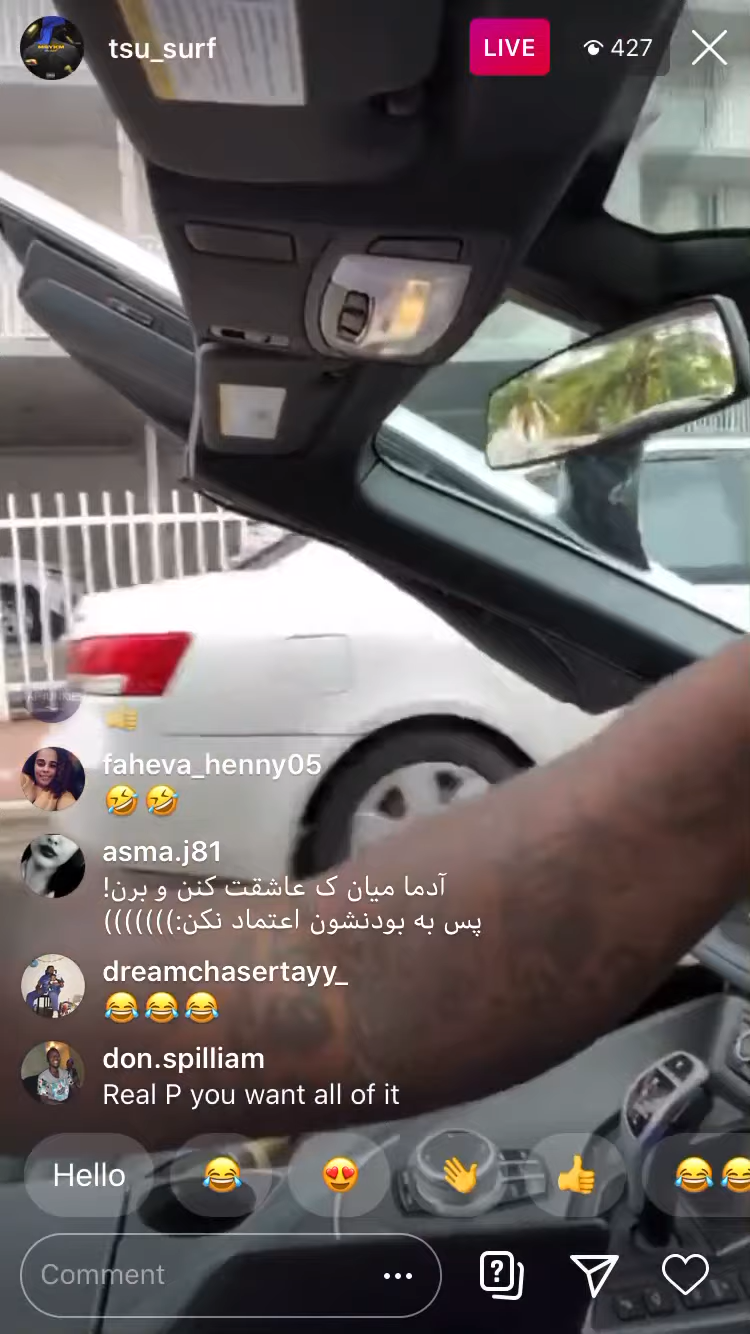 tsu_surf
LIVE
427
faheva_henny05
🤣🤣
asma.j81
آدما میان ک عاشقت کنن و برن!
پس به بودنشون اعتماد نکن:)))))))
dreamchasertayy_
😂😂😂
don.spilliam
Real P you want all of it
Hello
Comment